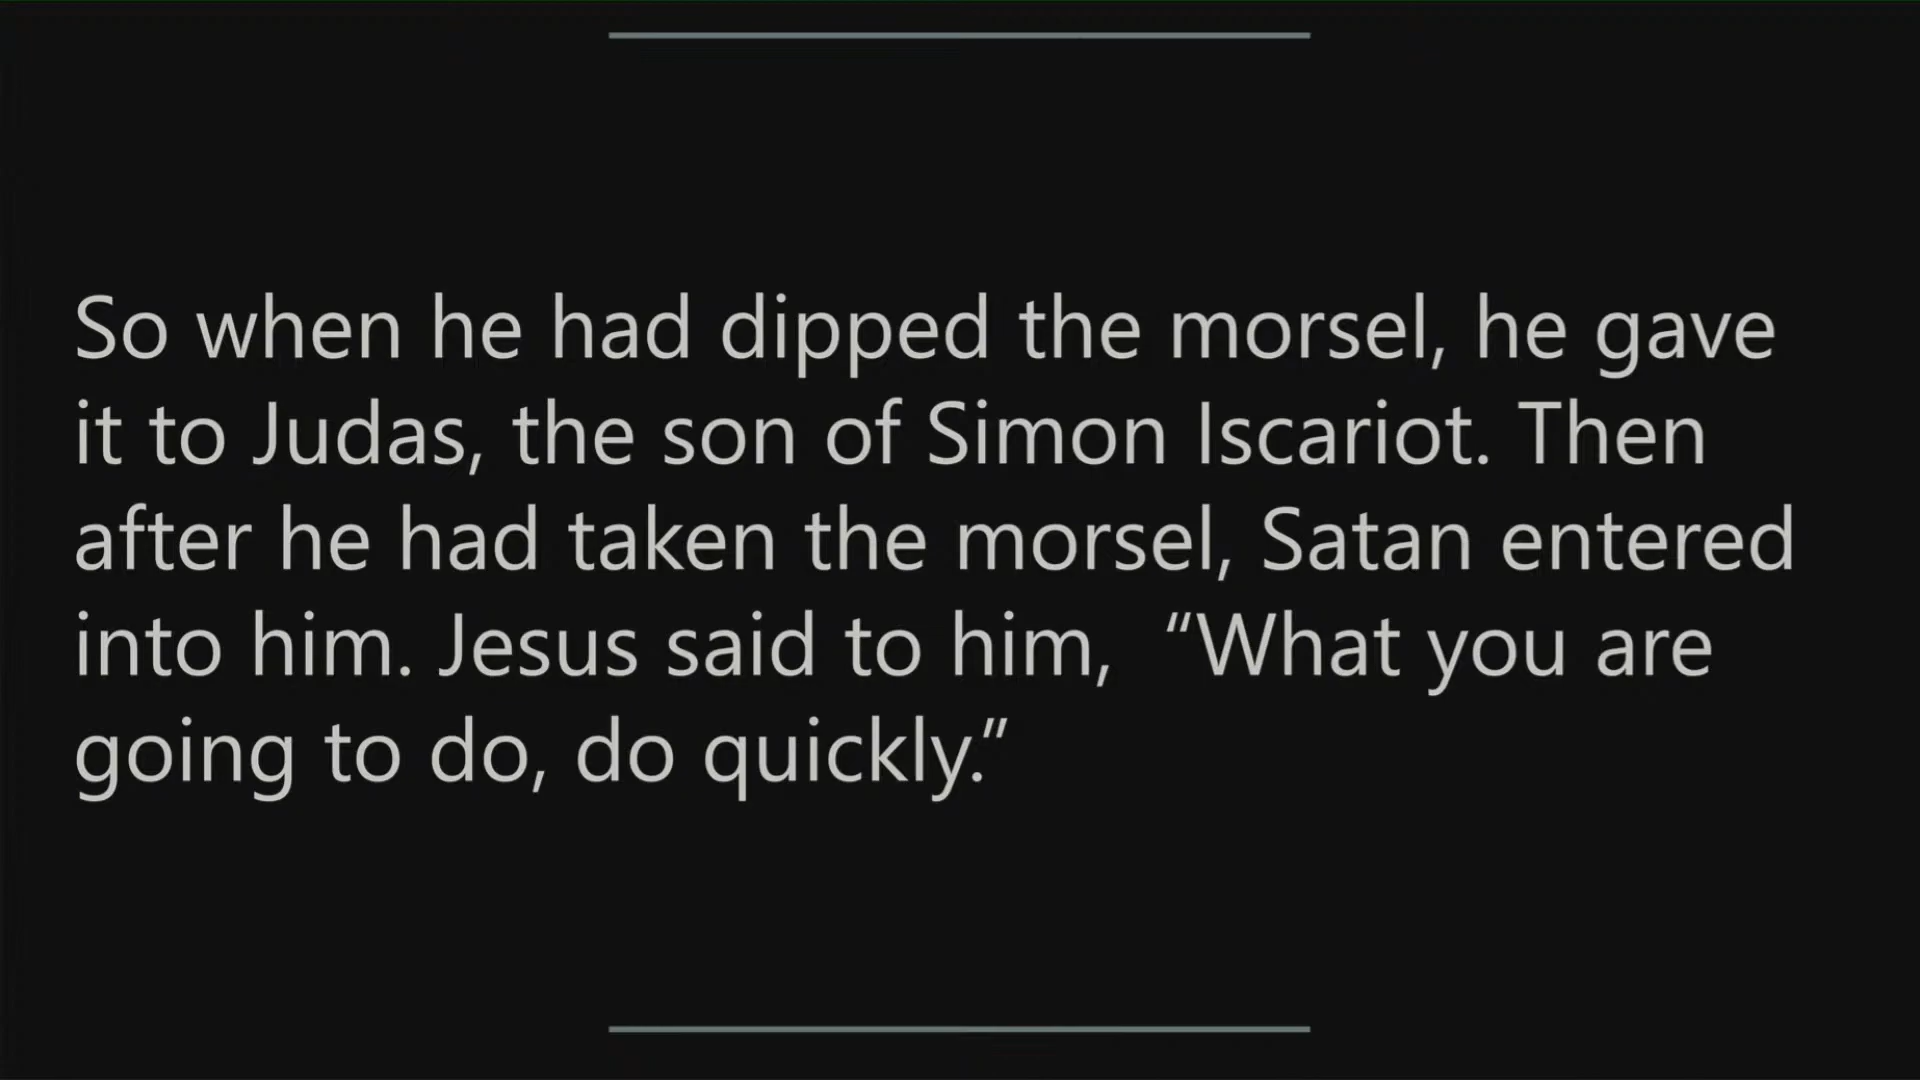 So when he had dipped the morsel, he gave
it to Judas, the son of Simon Iscariot. Then
after he had taken the morsel, Satan entered
into him. Jesus said to him,  “What you are
going to do, do quickly.”